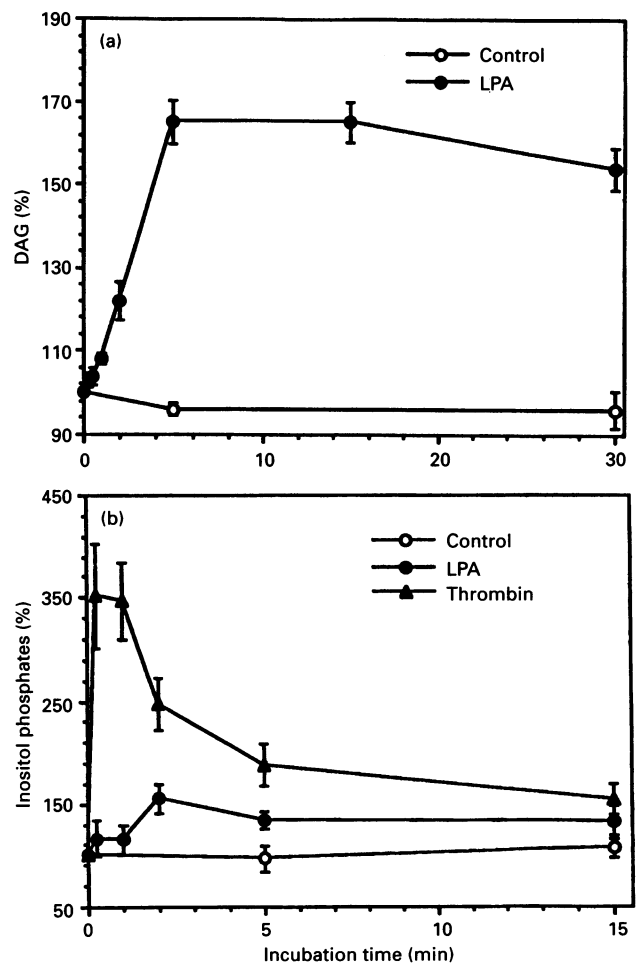 190
(a)
Control
LPA
170
150
DAG (%)
130
110
90
0
10
20
30
450
(b)
Control
LPA
Thrombin
350
Inositol phosphates (%)
250
150
50
0
5
10
15
Incubation time (min)